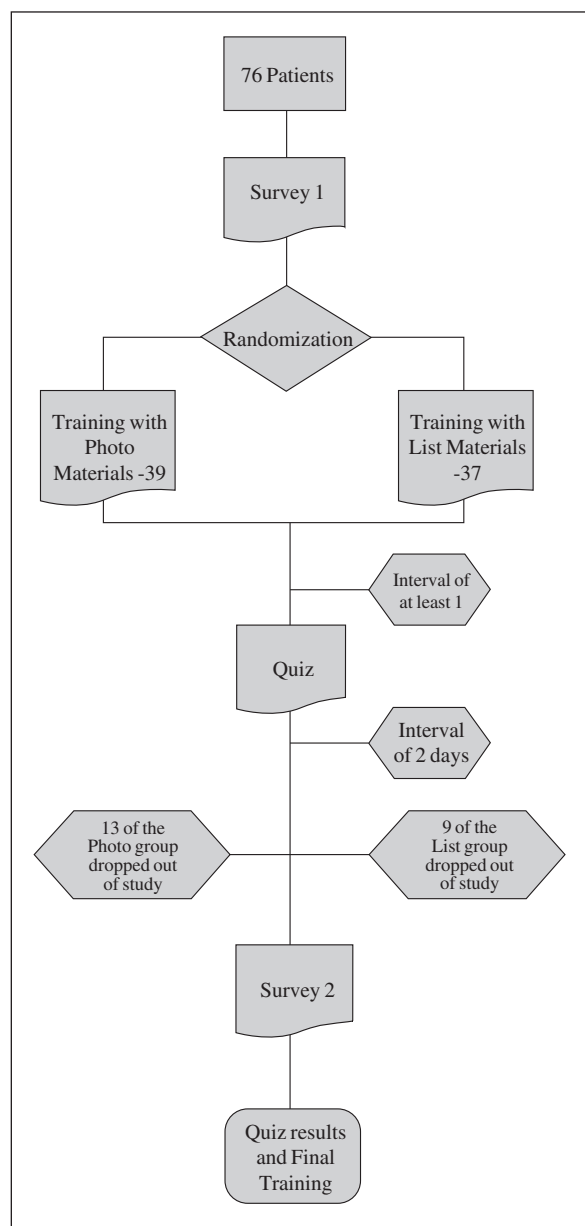 76 Patients
Survey 1
Randomization
Training with
Photo
Materials -39
Training with
List Materials
-37
Interval of
at least 1
Quiz
Interval
of 2 days
13 of the
Photo group
dropped out
of study
9 of the
List group
dropped out
of study
Survey 2
Quiz results
and Final
Training